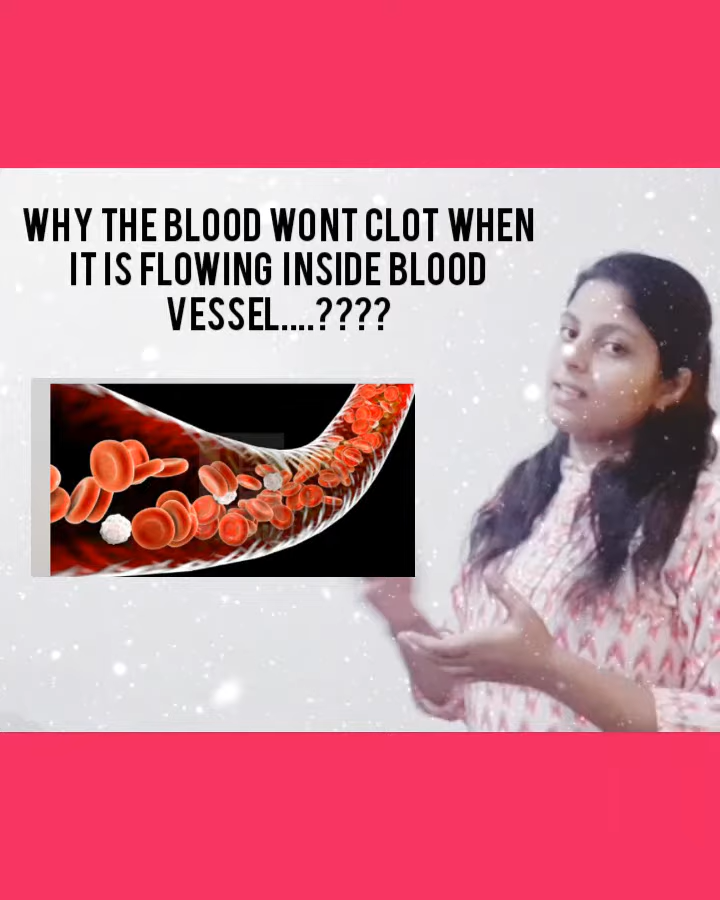 WHY THE BLOOD WONT CLOT WHEN
IT IS FLOWING INSIDE BLOOD
VESSEL....????